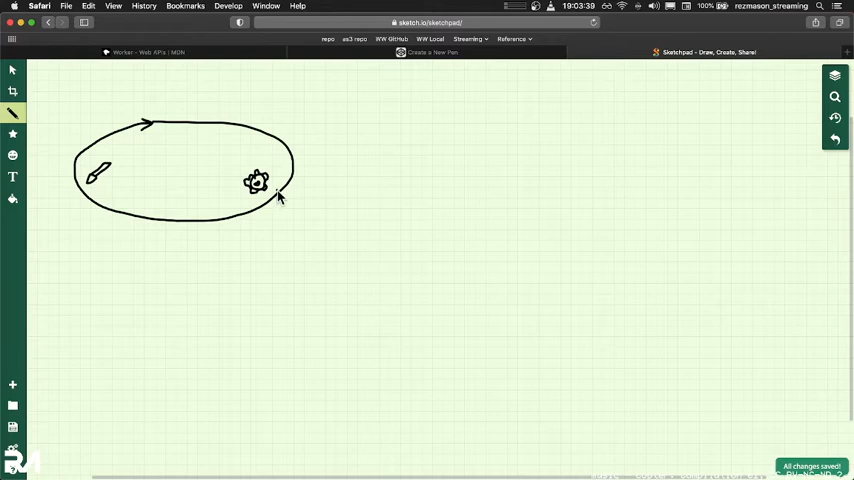 Safari File Edit View History Bookmarks Develop Window Help 19:03:39 100% rezmason_streaming
sketch.io/sketchpad/
repo as3 repo WW GitHub WW Local Streaming Reference
Worker - Web APIs | MDN Create a New Pen Sketchpad - Draw, Create, Share!
T
All changes saved!